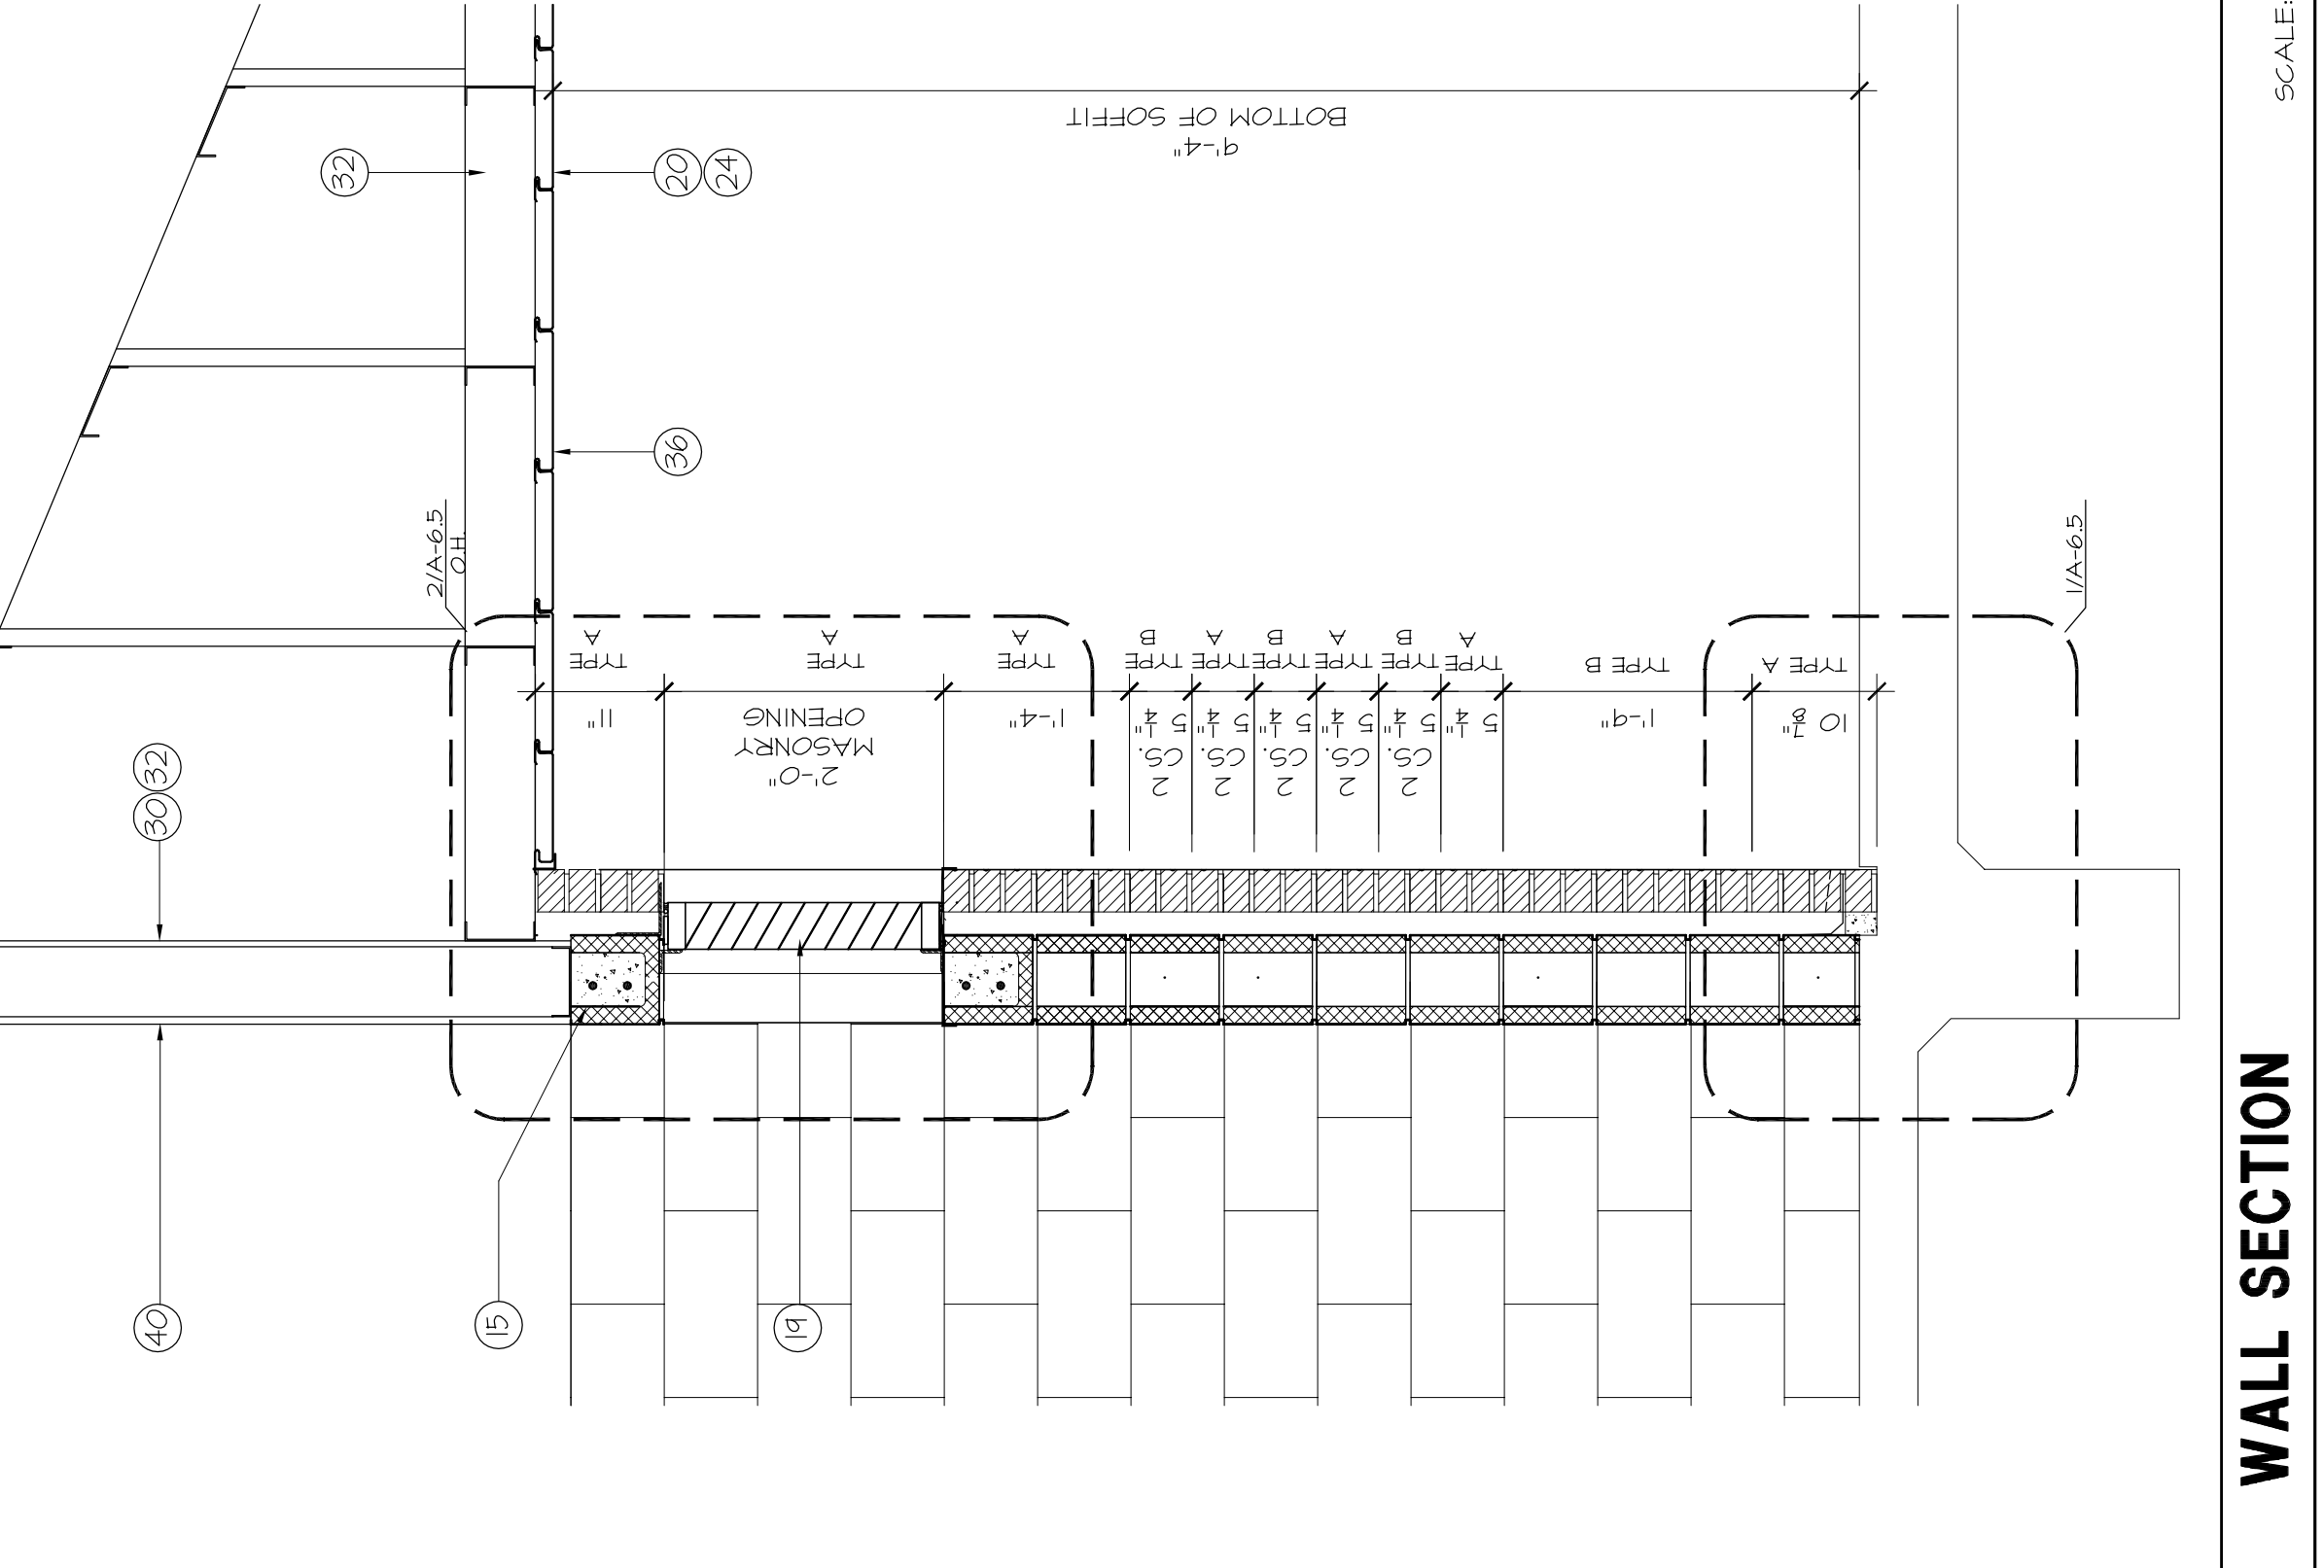 SCALE:
9'-4"
BOTTOM OF SOFFIT
32
20
24
36
2/A-6.5
O.H.
1/A-6.5
30
32
TYPE
A
TYPE
A
TYPE
A
TYPE
B
TYPE
A
TYPE
B
TYPE
A
TYPE
B
TYPE
A
TYPE B
TYPE A
11"
2'-0"
MASONRY
OPENING
1'-4"
2
CS.
5 1/4"
2
CS.
5 1/4"
2
CS.
5 1/4"
2
CS.
5 1/4"
2
CS.
5 1/4"
5 1/4"
1'-9"
10 7/8"
40
15
19
WALL SECTION